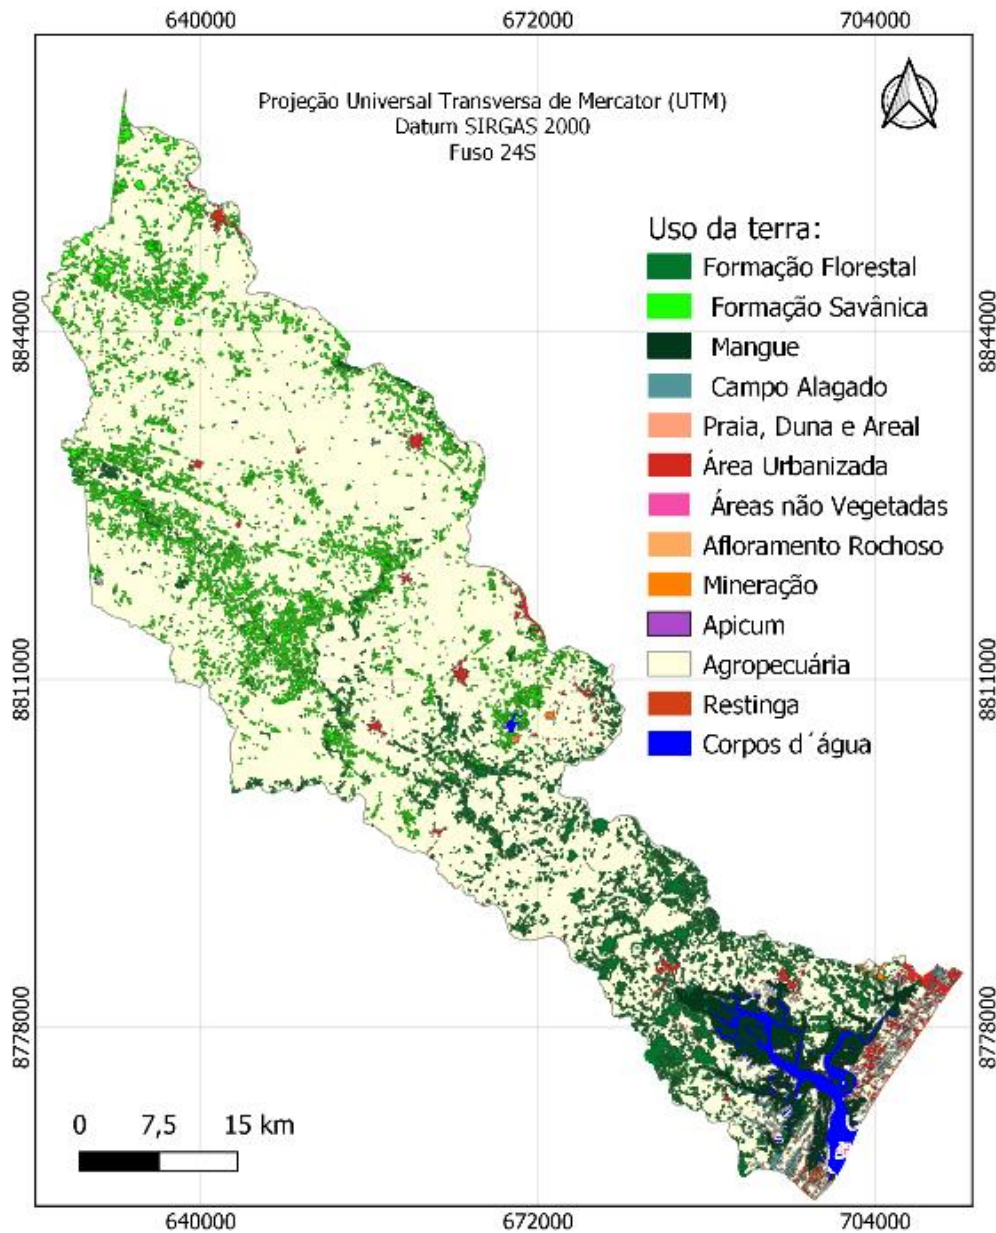 640000 672000 704000
Projeção Universal Transversa de Mercator (UTM)
Datum SIRGAS 2000
Fuso 24S
Uso da terra:
Formação Florestal
Formação Savânica
Mangue
Campo Alagado
Praia, Duna e Areal
Área Urbanizada
Áreas não Vegetadas
Afloramento Rochoso
Mineração
Apicum
Agropecuária
Restinga
Corpos d´água
8844000
8811000
8778000
8844000
8811000
8778000
0 7,5 15 km
640000 672000 704000